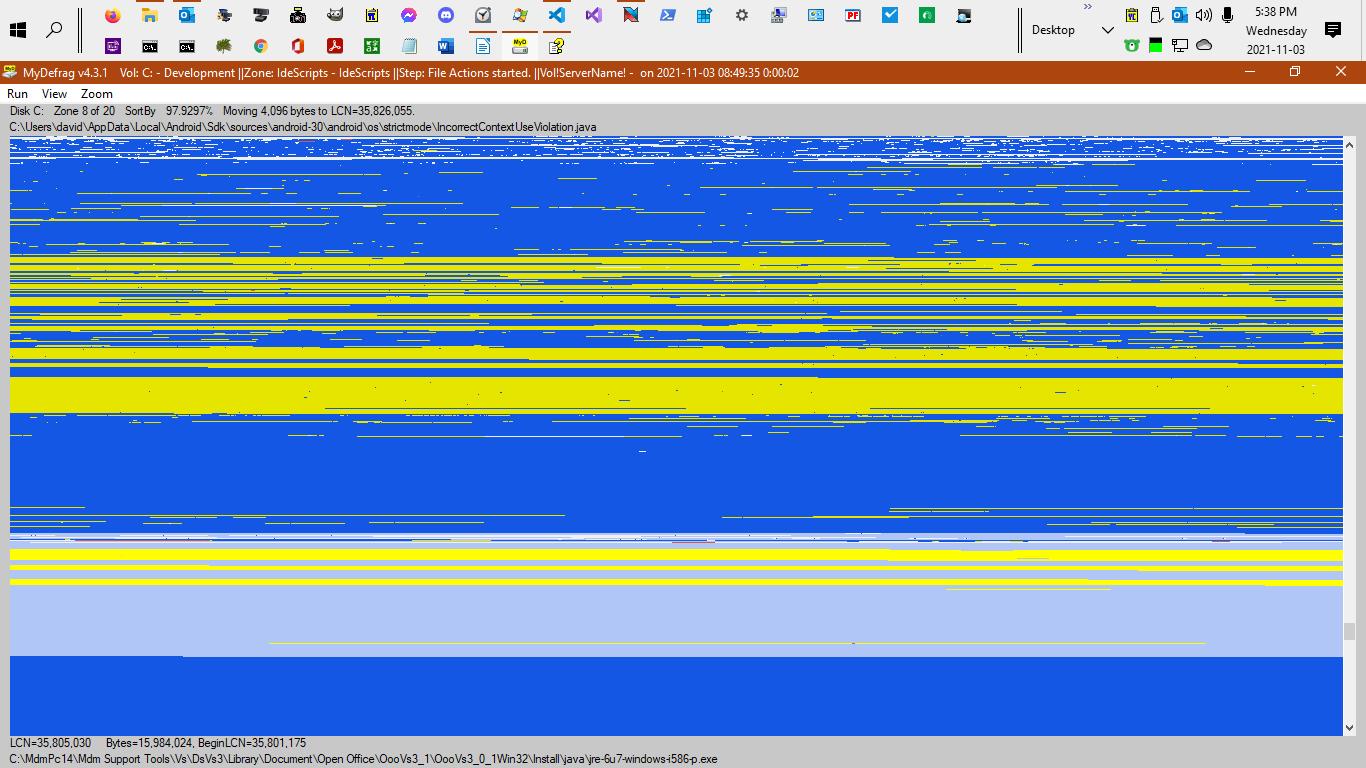 5:38 PM
Desktop
Wednesday
2021-11-03
MyDefrag v4.3.1 Vol: C: - Development ||Zone: IdeScripts - IdeScripts ||Step: File Actions started. ||Vol!ServerName! - on 2021-11-03 08:49:35 0:00:02
Run View Zoom
Disk C: Zone 8 of 20 SortBy 97.9297% Moving 4,096 bytes to LCN=35,826,055.
C:\Users\david\AppData\Local\Android\Sdk\sources\android-30\android\os\strictmode\IncorrectContextUseViolation.java
LCN=35,805,030 Bytes=15,984,024, BeginLCN=35,801,175
C:\MdmPc14\Mdm Support Tools\Vs\DsVs3\Library\Document\Open Office\OooVs3_1\OooVs3_0_1Win32\Install\java\jre-6u7-windows-i586-p.exe